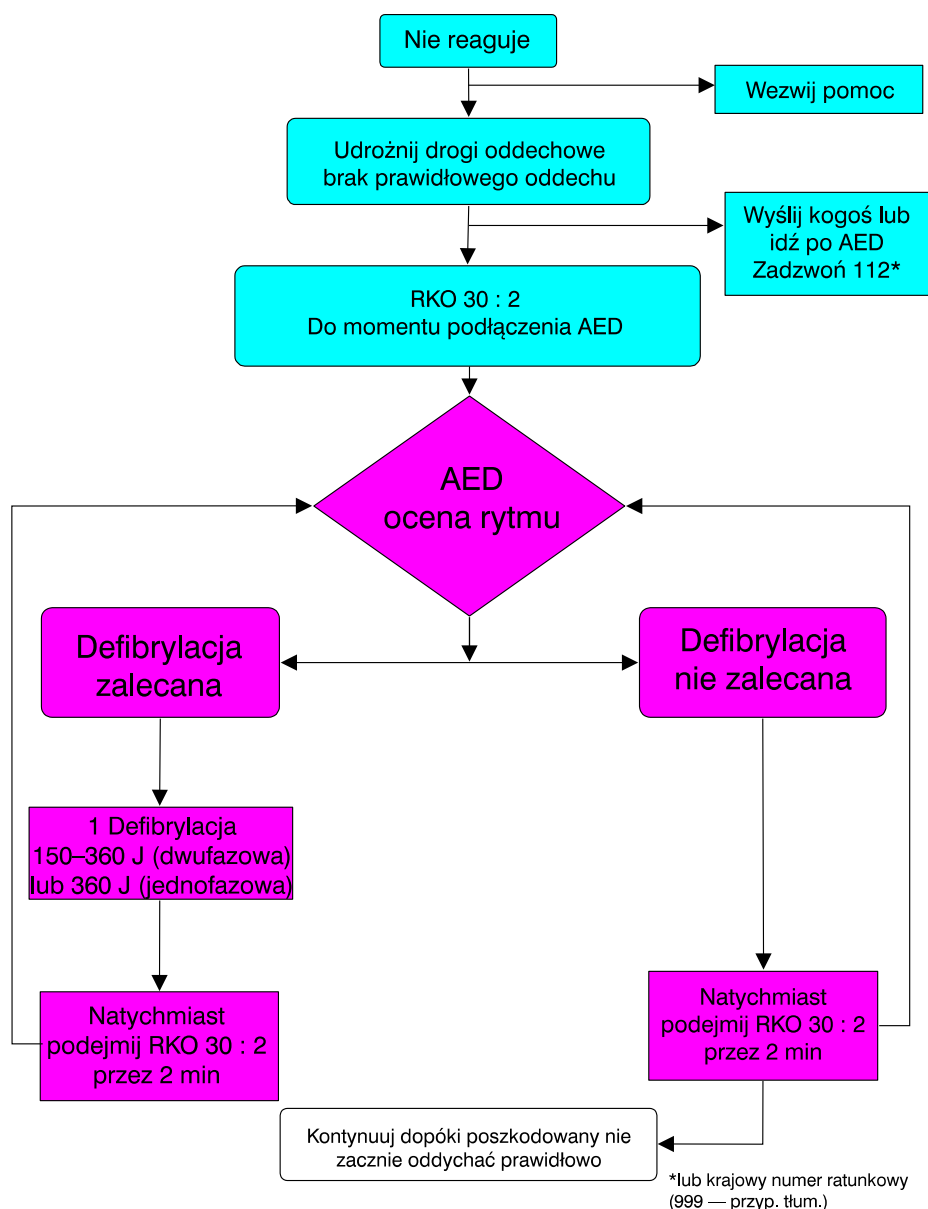 Nie reaguje
Wezwij pomoc
Udrożnij drogi oddechowe
brak prawidłowego oddechu
Wyślij kogoś lub
idź po AED
Zadzwoń 112*
RKO 30 : 2
Do momentu podłączenia AED
AED
ocena rytmu
Defibrylacja
zalecana
Defibrylacja
nie zalecana
1 Defibrylacja
150–360 J (dwufazowa)
lub 360 J (jednofazowa)
Natychmiast
podejmij RKO 30 : 2
przez 2 min
Natychmiast
podejmij RKO 30 : 2
przez 2 min
Kontynuuj dopóki poszkodowany nie
zacznie oddychać prawidłowo
*lub krajowy numer ratunkowy
(999 — przyp. tłum.)